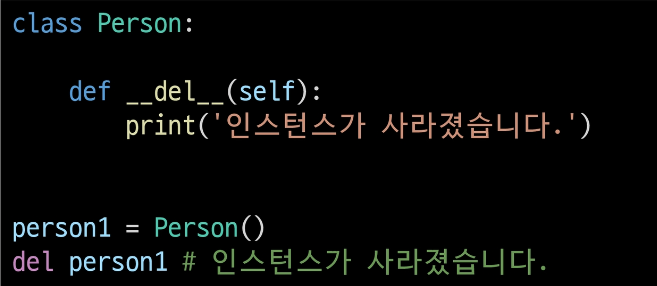 class Person:
    def __del__(self):
        print('인스턴스가 사라졌습니다.')
person1 = Person()
del person1 # 인스턴스가 사라졌습니다.